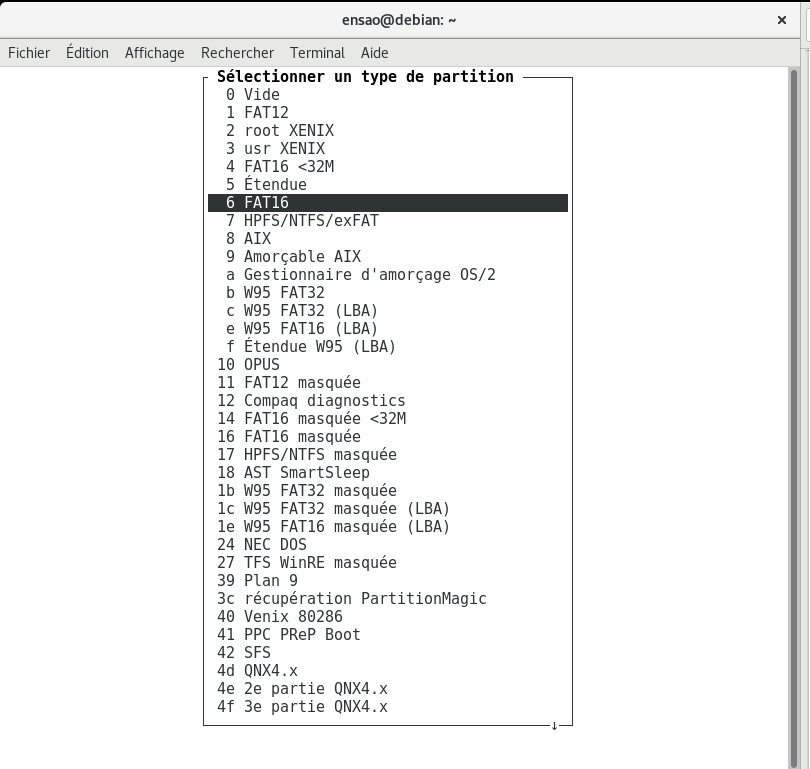 ensao@debian: ~
Fichier Édition Affichage Rechercher Terminal Aide
Sélectionner un type de partition
0 Vide
1 FAT12
2 root XENIX
3 usr XENIX
4 FAT16 <32M
5 Étendue
6 FAT16
7 HPFS/NTFS/exFAT
8 AIX
9 Amorçable AIX
a Gestionnaire d'amorçage OS/2
b W95 FAT32
c W95 FAT32 (LBA)
e W95 FAT16 (LBA)
f Étendue W95 (LBA)
10 OPUS
11 FAT12 masquée
12 Compaq diagnostics
14 FAT16 masquée <32M
16 FAT16 masquée
17 HPFS/NTFS masquée
18 AST SmartSleep
1b W95 FAT32 masquée
1c W95 FAT32 masquée (LBA)
1e W95 FAT16 masquée (LBA)
24 NEC DOS
27 TFS WinRE masquée
39 Plan 9
3c récupération PartitionMagic
40 Venix 80286
41 PPC PReP Boot
42 SFS
4d QNX4.x
4e 2e partie QNX4.x
4f 3e partie QNX4.x